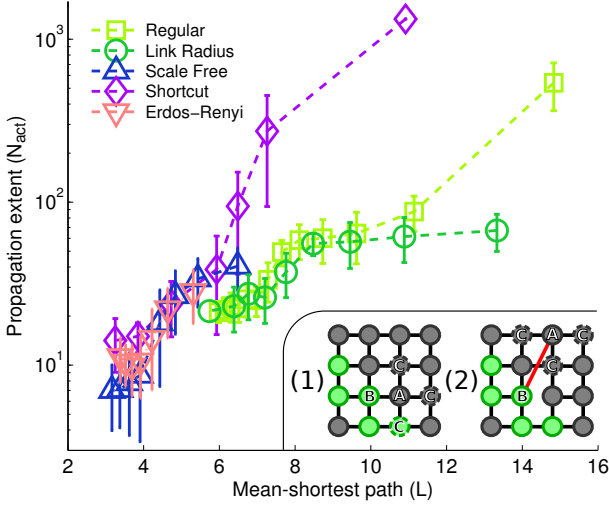 Regular
Link Radius
Scale Free
Shortcut
Erdos−Renyi
10³
10²
10¹
Propagation extent (N_act)
(1)
C
B A C
C
(2)
C A C
C
B
2 4 6 8 10 12 14 16
Mean-shortest path (L)